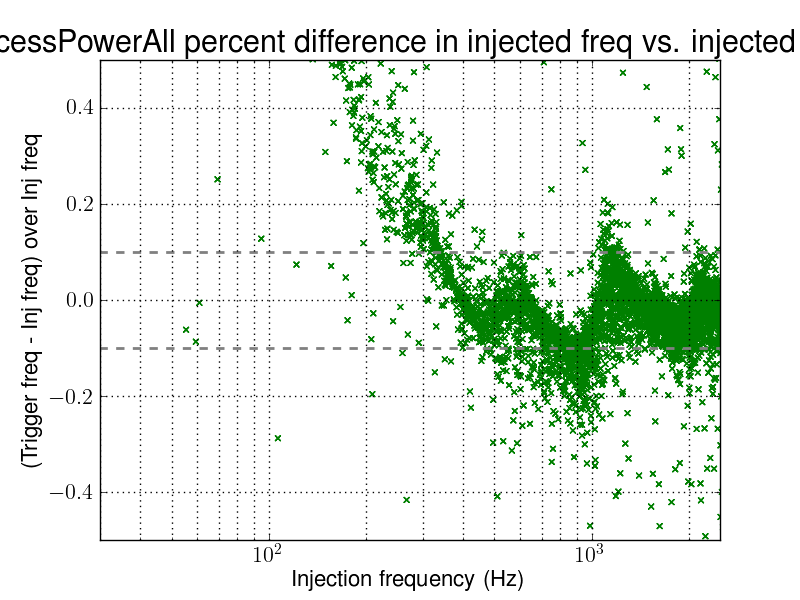 cessPowerAll percent difference in injected freq vs. injected
(Trigger freq - Inj freq) over Inj freq
0.4
0.2
0.0
−0.2
−0.4
10² 10³
Injection frequency (Hz)